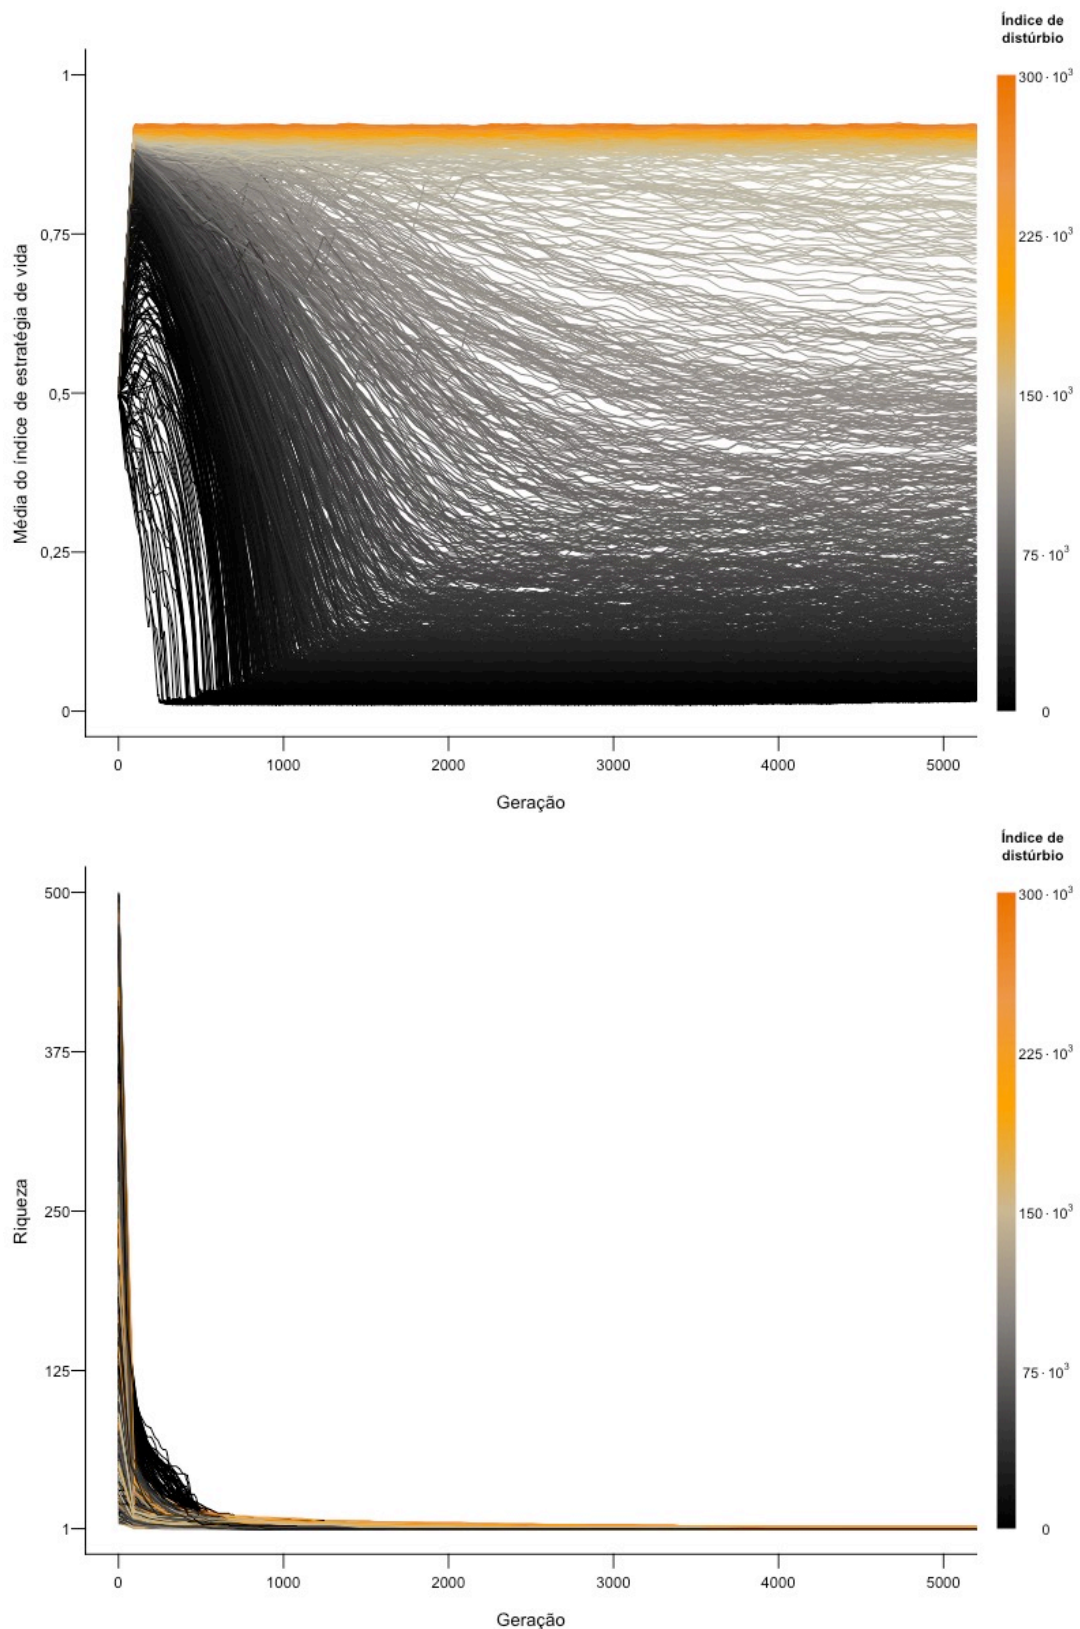 Índice de
distúrbio
1
0.75
0,5
0,25
0
Média do índice de estratégia de vida
0
1000
2000
3000
4000
5000
Geração
300 · 10³
225 · 10³
150 · 10³
75 · 10³
0
Índice de
distúrbio
500
375
250
125
1
Riqueza
0
1000
2000
3000
4000
5000
Geração
300 · 10³
225 · 10³
150 · 10³
75 · 10³
0